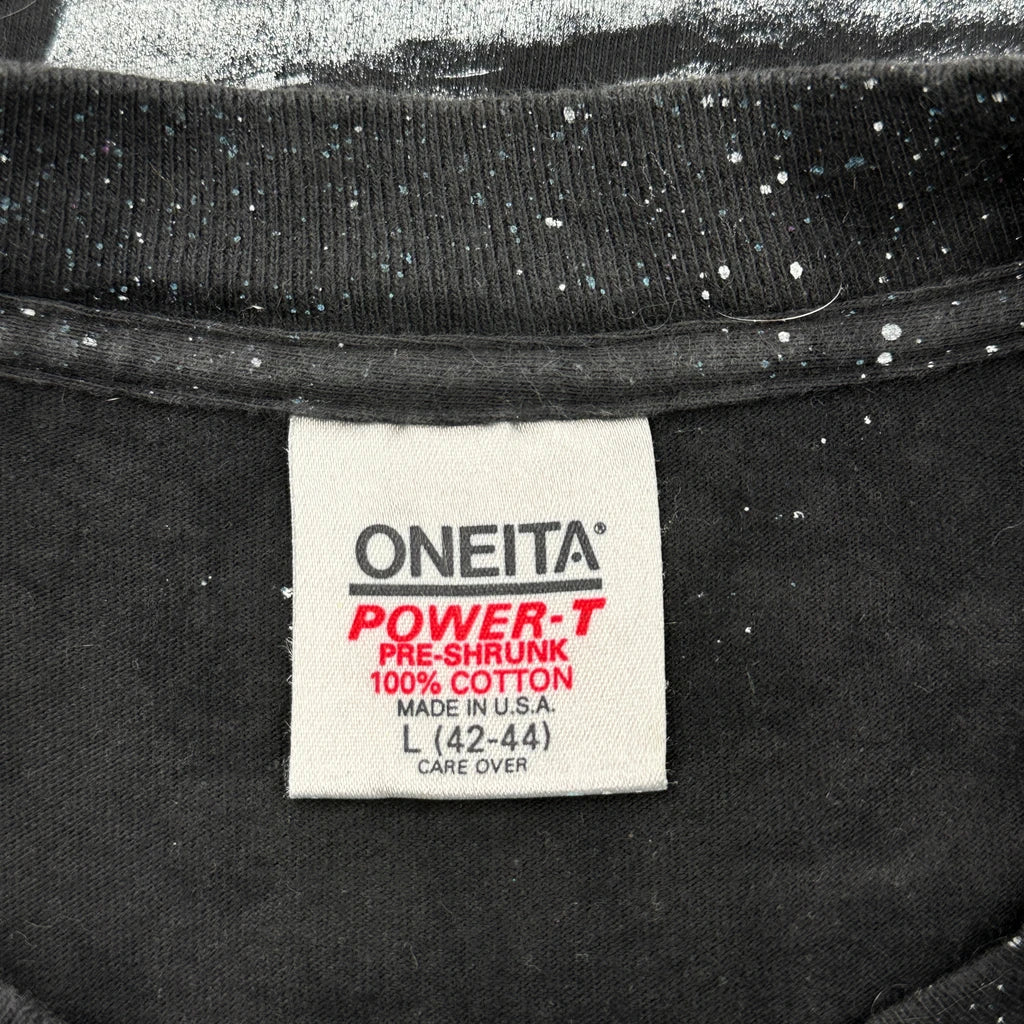 ONEITA®
POWER-T
PRE-SHRUNK
100% COTTON
MADE IN U.S.A.
L (42-44)
CARE OVER